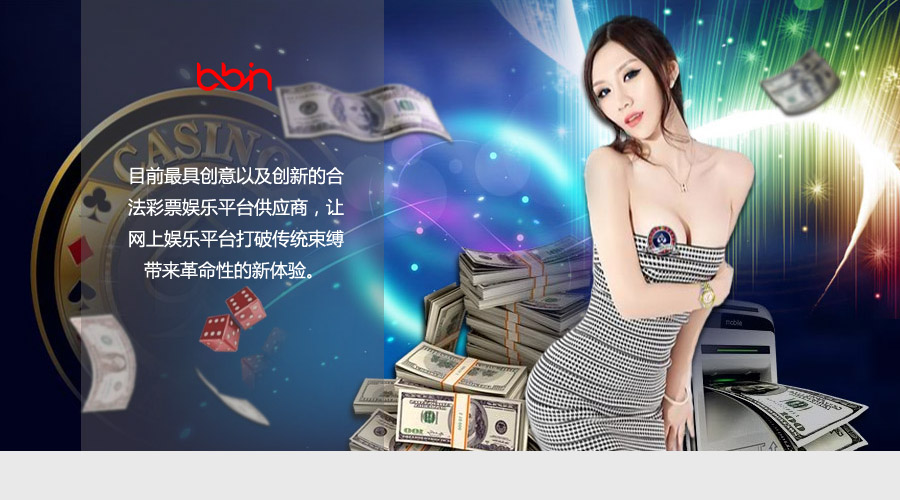 bbin
CASINO
目前最具创意以及创新的合
法彩票娱乐平台供应商，让
网上娱乐平台打破传统束缚
带来革命性的新体验。
mobile
100